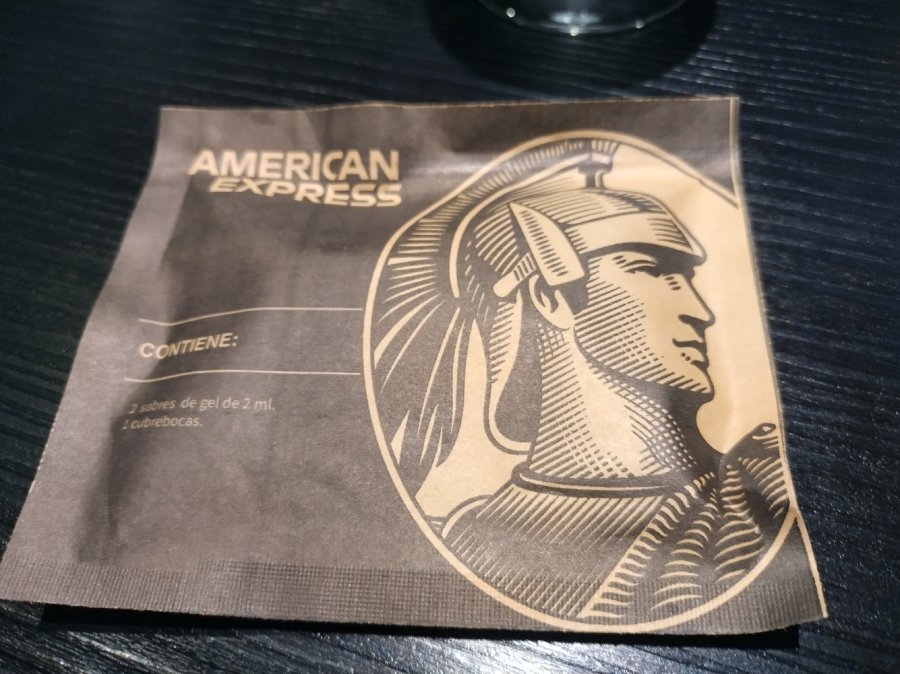 AMERICAN
EXPRESS
CONTIENE:
2 sobres de gel de 2 ml.
1 cubrebocas.